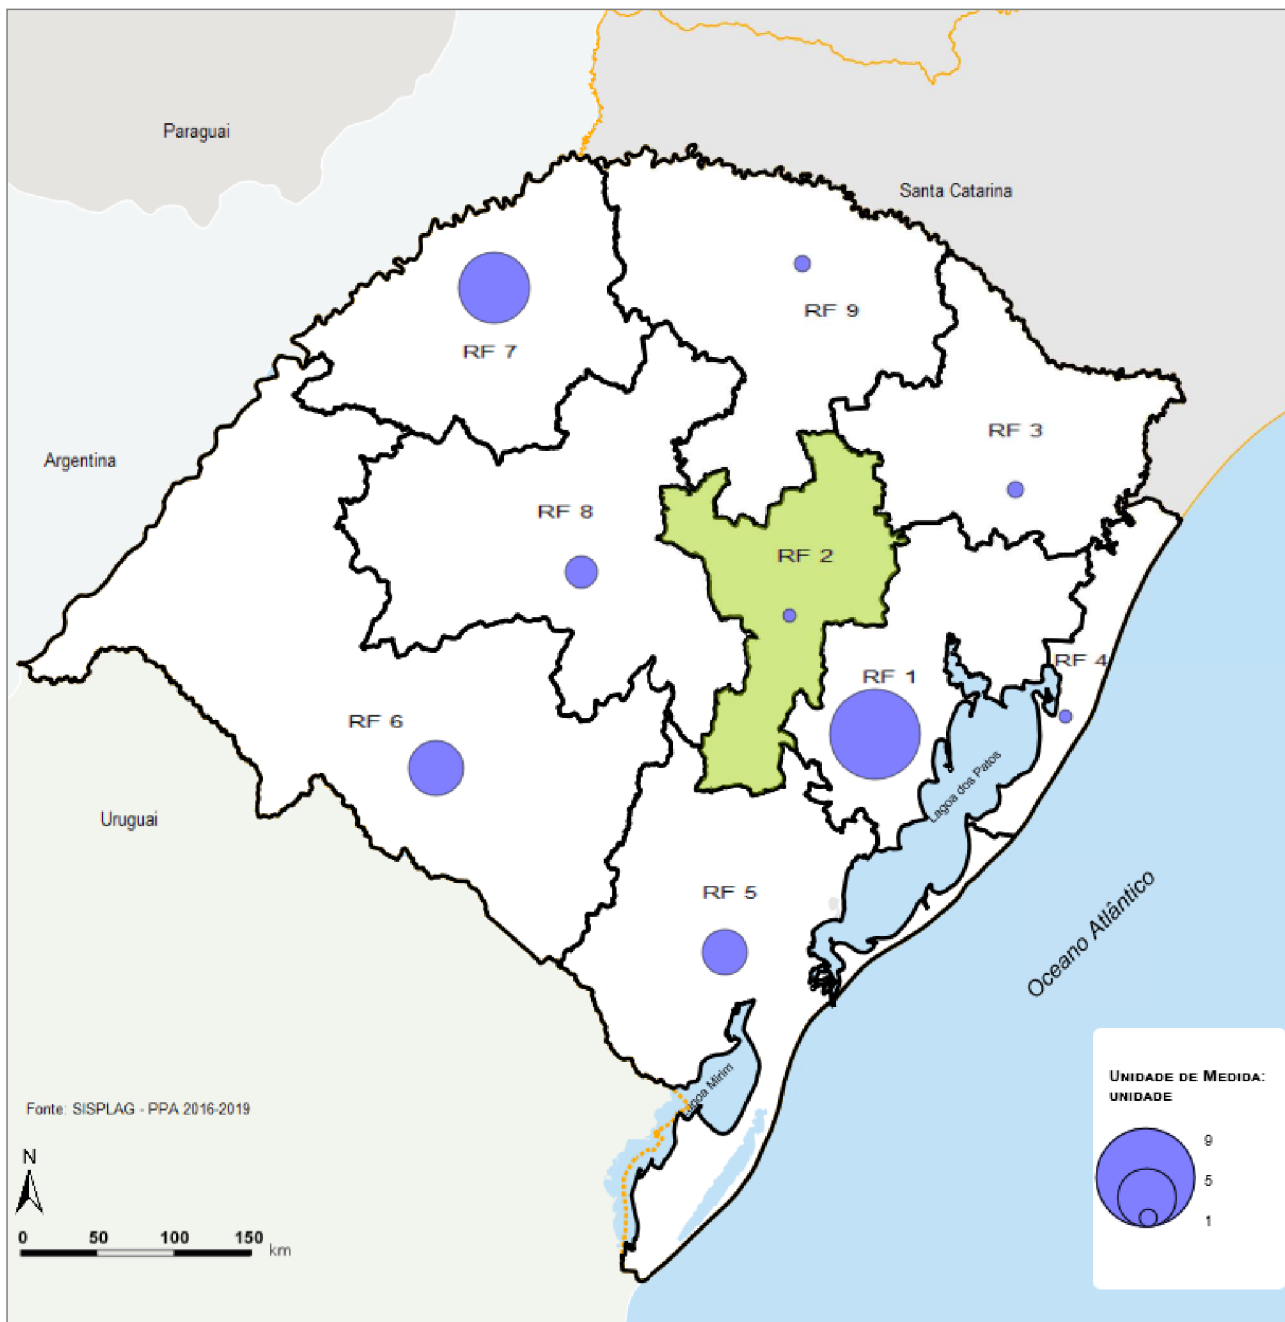 Paraguai
Santa Catarina
RF 9
RF 7
RF 3
Argentina
RF 8
RF 2
RF 4
RF 1
RF 6
Lagoa dos Patos
Uruguai
RF 5
Oceano Atlântico
UNIDADE DE MEDIDA:
UNIDADE
Lagoa Mirim
Fonte: SISPLAG - PPA 2016-2019
9
N
5
1
0 50 100 150
km